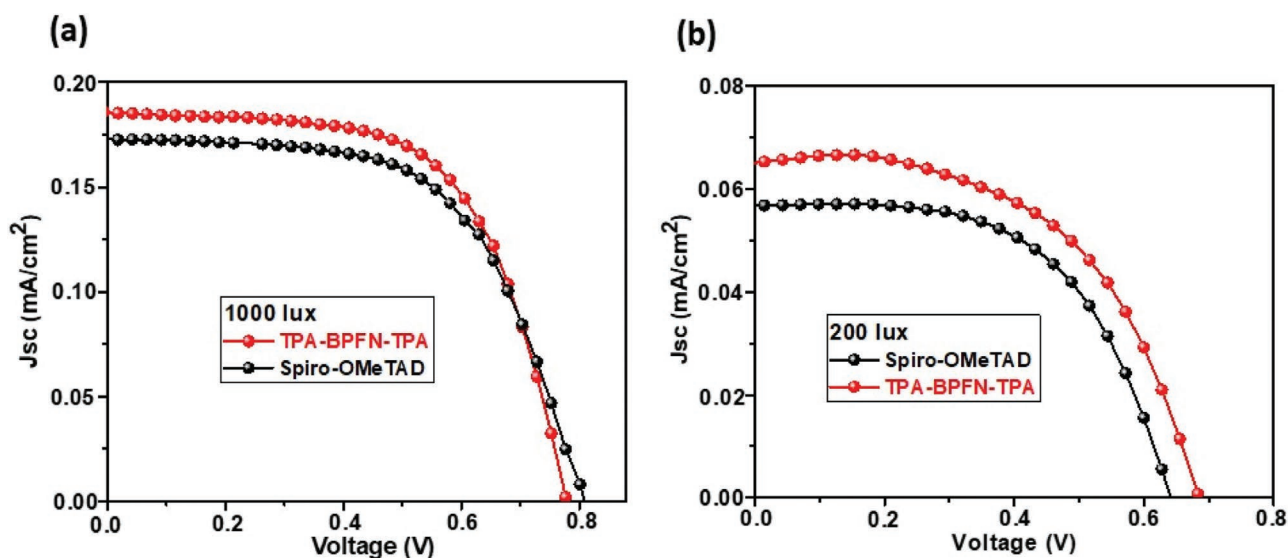 (a)
0.20
0.15
0.10
0.05
0.00
Jsc (mA/cm²)
1000 lux
TPA-BPFN-TPA
Spiro-OMeTAD
0.0 0.2 0.4 0.6 0.8
Voltage (V)
(b)
0.08
0.06
0.04
0.02
0.00
Jsc (mA/cm²)
200 lux
Spiro-OMeTAD
TPA-BPFN-TPA
0.0 0.2 0.4 0.6 0.8
Voltage (V)